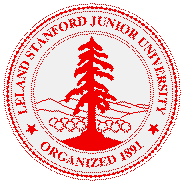 LELAND STANFORD JUNIOR UNIVERSITY
ORGANIZED 1891